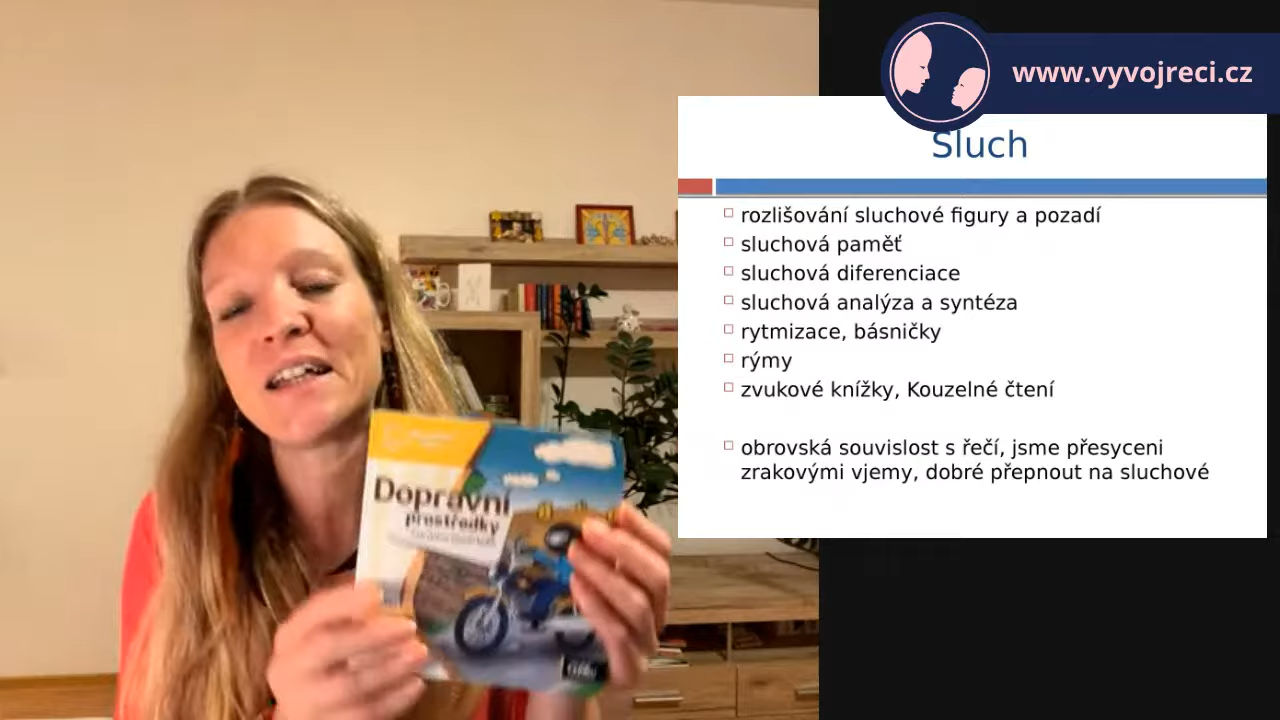 www.vyvojreci.cz
Sluch
rozlišování sluchové figury a pozadí
sluchová paměť
sluchová diferenciace
sluchová analýza a syntéza
rytmizace, básničky
rýmy
zvukové knížky, Kouzelné čtení
obrovská souvislost s řečí, jsme přesyceni
zrakovými vjemy, dobré přepnout na sluchové
Dopravní
prostředky